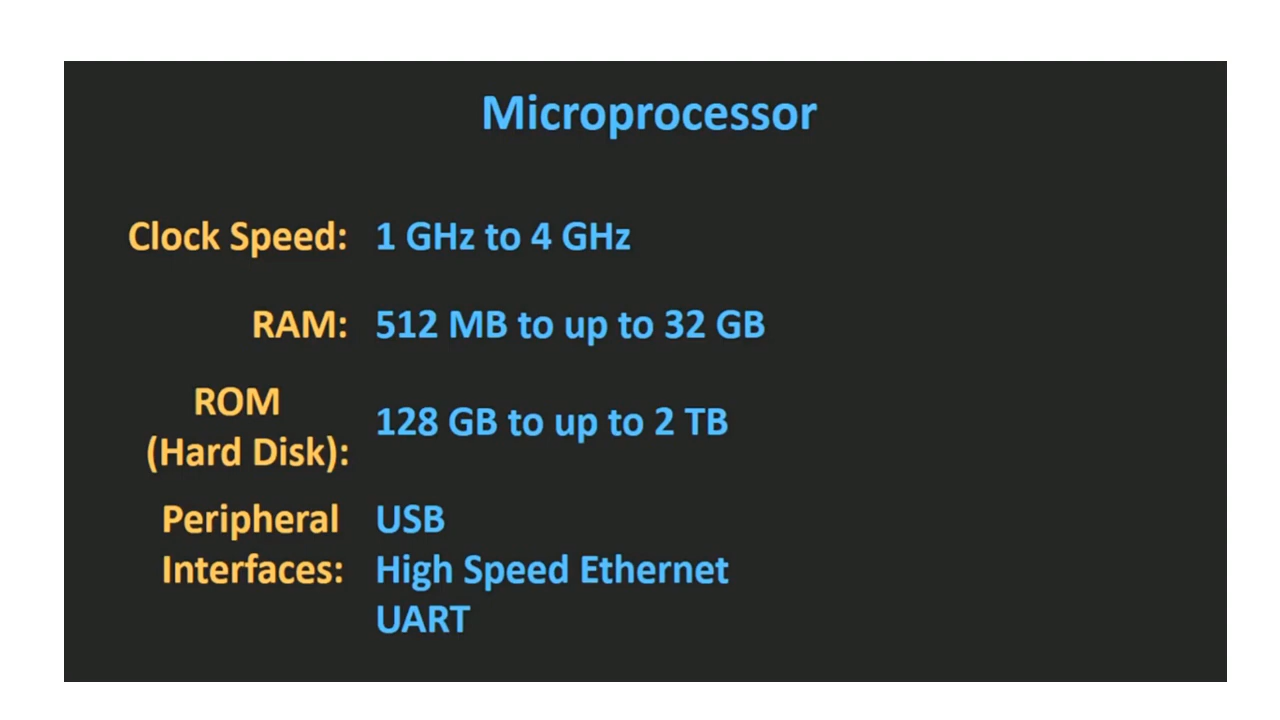 Microprocessor
Clock Speed: 1 GHz to 4 GHz
RAM: 512 MB to up to 32 GB
ROM
(Hard Disk): 128 GB to up to 2 TB
Peripheral USB
Interfaces: High Speed Ethernet
UART